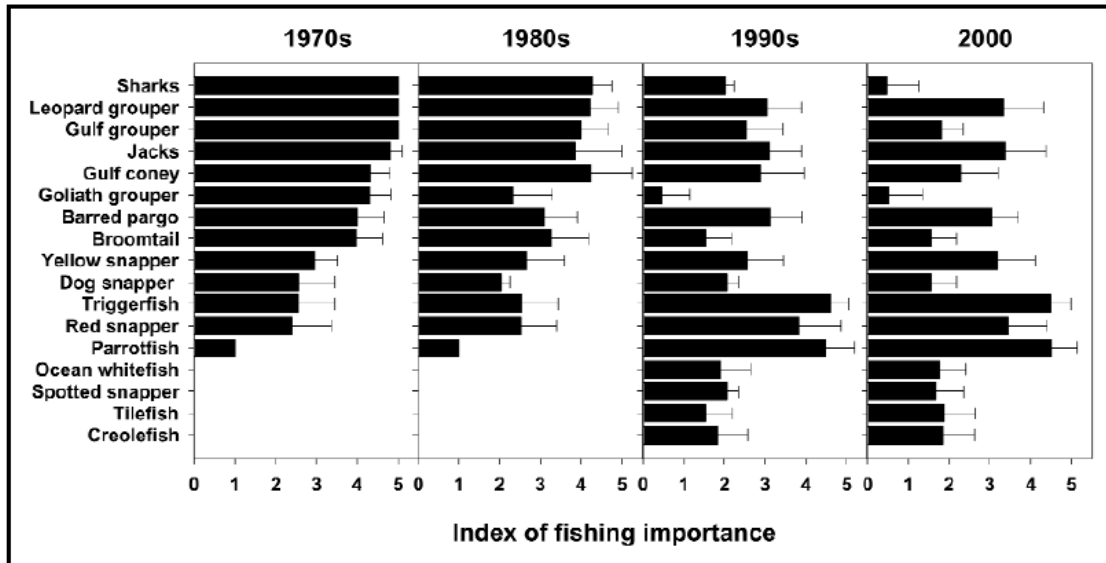 1970s 1980s 1990s 2000
Sharks
Leopard grouper
Gulf grouper
Jacks
Gulf coney
Goliath grouper
Barred pargo
Broomtail
Yellow snapper
Dog snapper
Triggerfish
Red snapper
Parrotfish
Ocean whitefish
Spotted snapper
Tilefish
Creolefish
0 1 2 3 4 5 0 1 2 3 4 5 0 1 2 3 4 5 0 1 2 3 4 5
Index of fishing importance